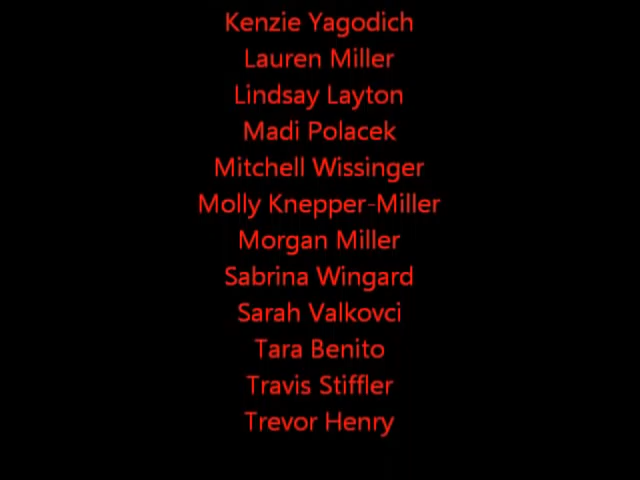 Kenzie Yagodich
Lauren Miller
Lindsay Layton
Madi Polacek
Mitchell Wissinger
Molly Knepper-Miller
Morgan Miller
Sabrina Wingard
Sarah Valkovci
Tara Benito
Travis Stiffler
Trevor Henry